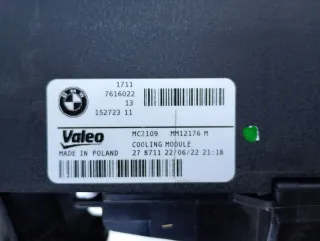 1711
7616022
13
152723 11
Valeo
MC2109 MM12176 M
COOLING MODULE
MADE IN POLAND
27 8711 22/06/22 21:16